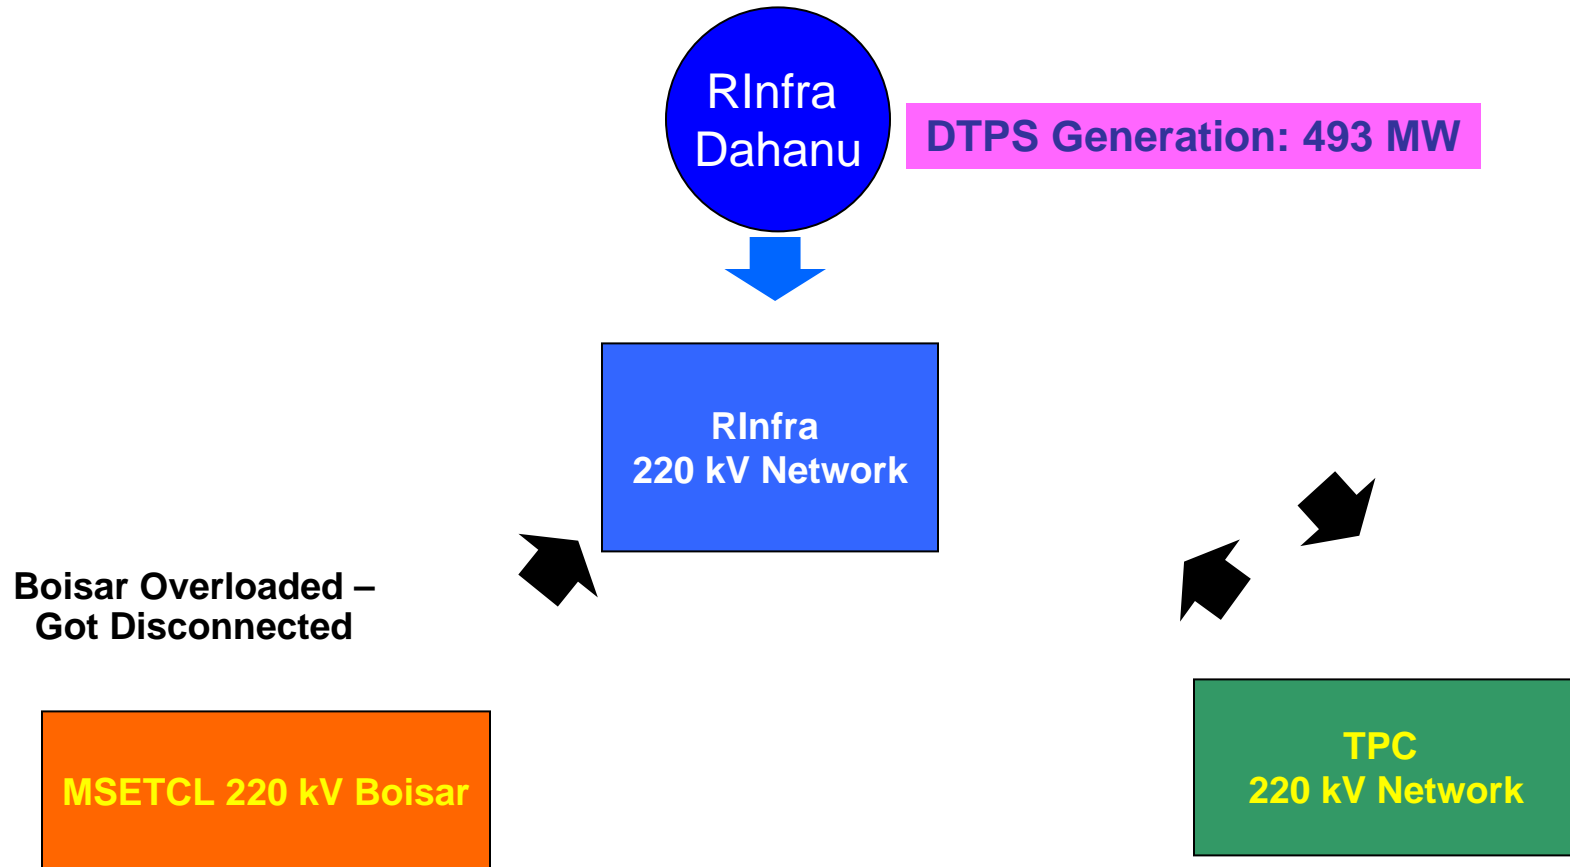 RInfra
Dahanu
DTPS Generation: 493 MW
RInfra
220 kV Network
Boisar Overloaded –
Got Disconnected
MSETCL 220 kV Boisar
TPC
220 kV Network